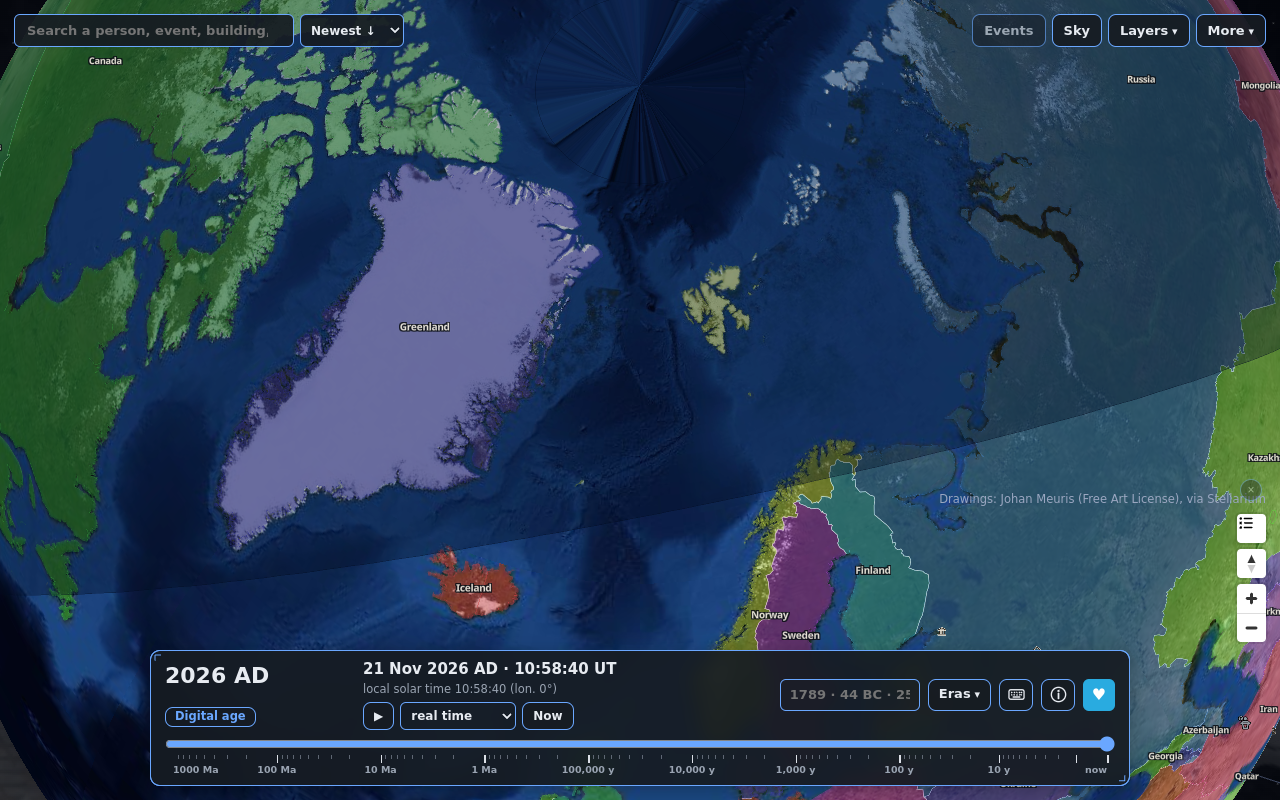 Search a person, event, building,
Newest ↓
Events
Sky
Layers ▾
More ▾
Canada
Russia
Mongolia
Greenland
Kazakh
Drawings: Johan Meuris (Free Art License), via Stellarium
Iceland
Finland
Norway
Sweden
Iran
Azerbaijan
Georgia
Qatar
2026 AD
Digital age
21 Nov 2026 AD · 10:58:40 UT
local solar time 10:58:40 (lon. 0°)
▶
real time
Now
1789 · 44 BC · 25
Eras ▾
1000 Ma
100 Ma
10 Ma
1 Ma
100,000 y
10,000 y
1,000 y
100 y
10 y
now